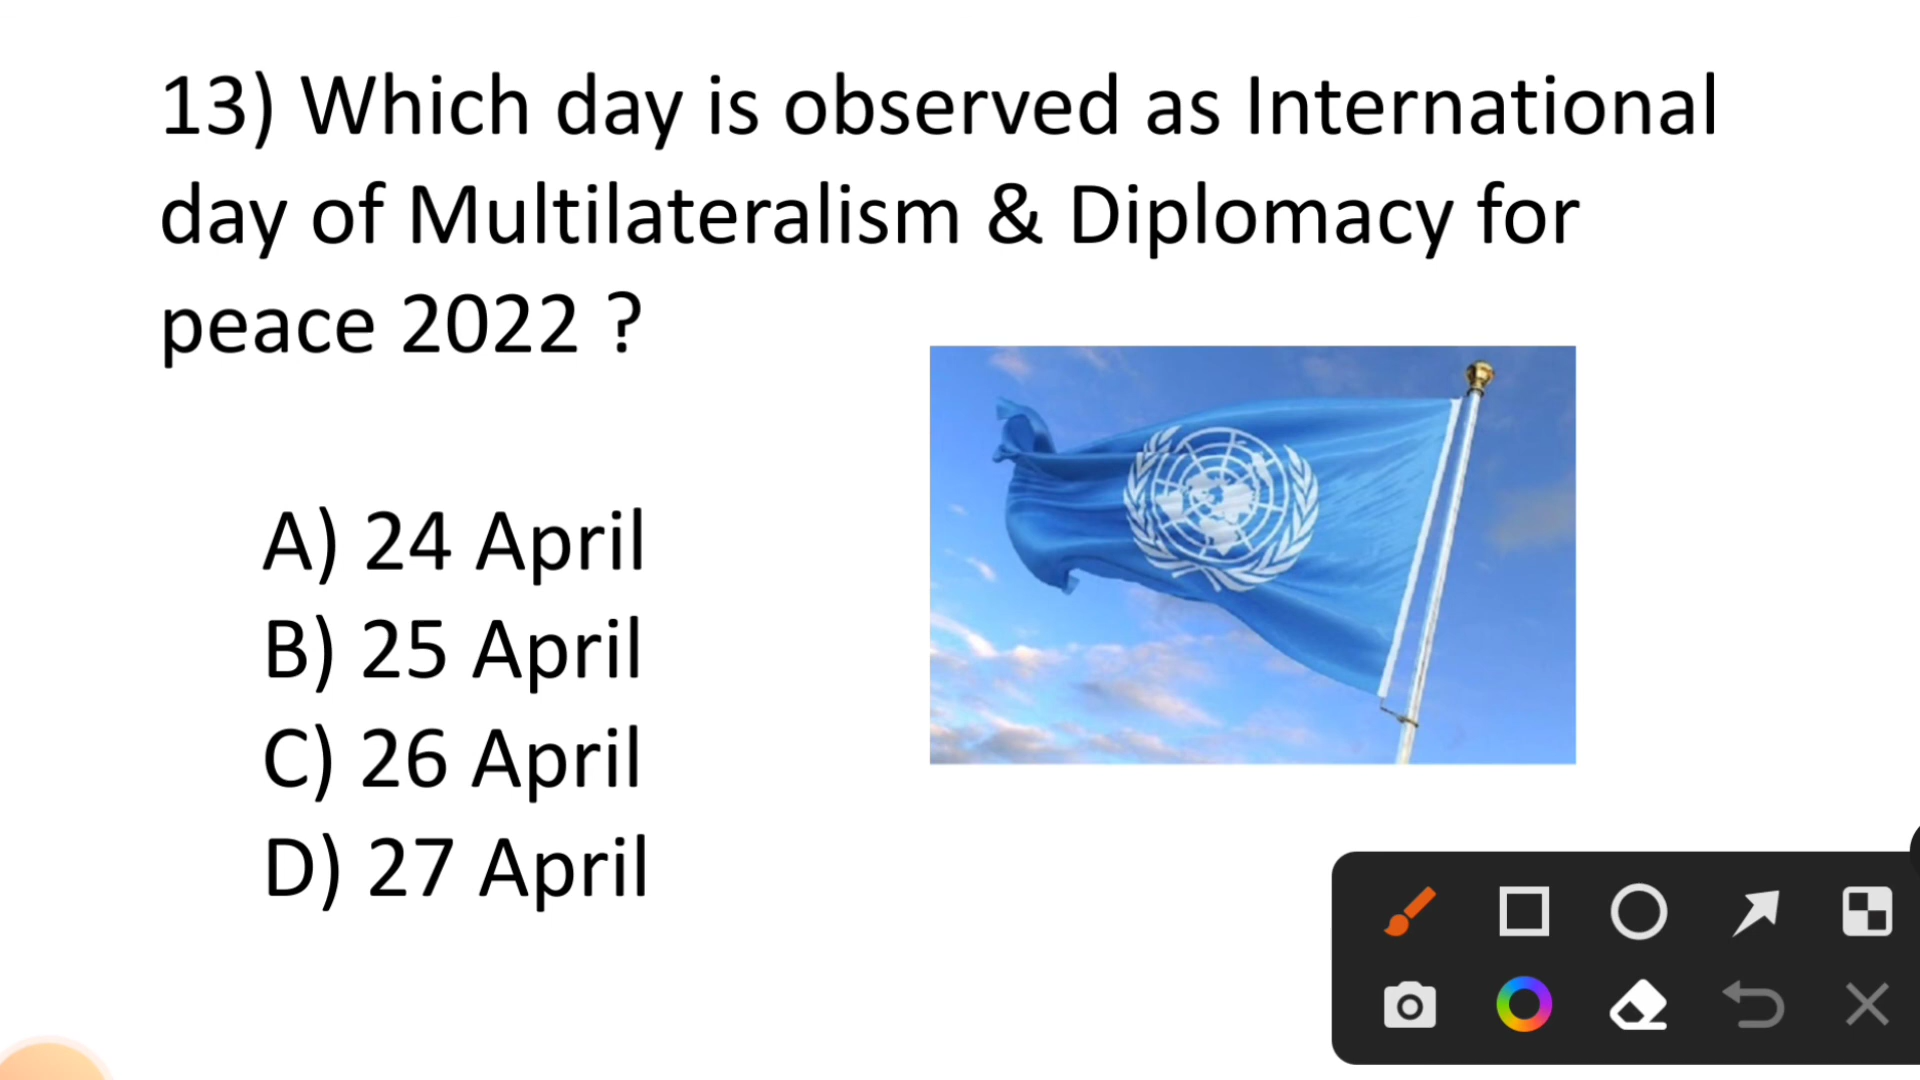 13) Which day is observed as International
day of Multilateralism & Diplomacy for
peace 2022 ?
A) 24 April
B) 25 April
C) 26 April
D) 27 April